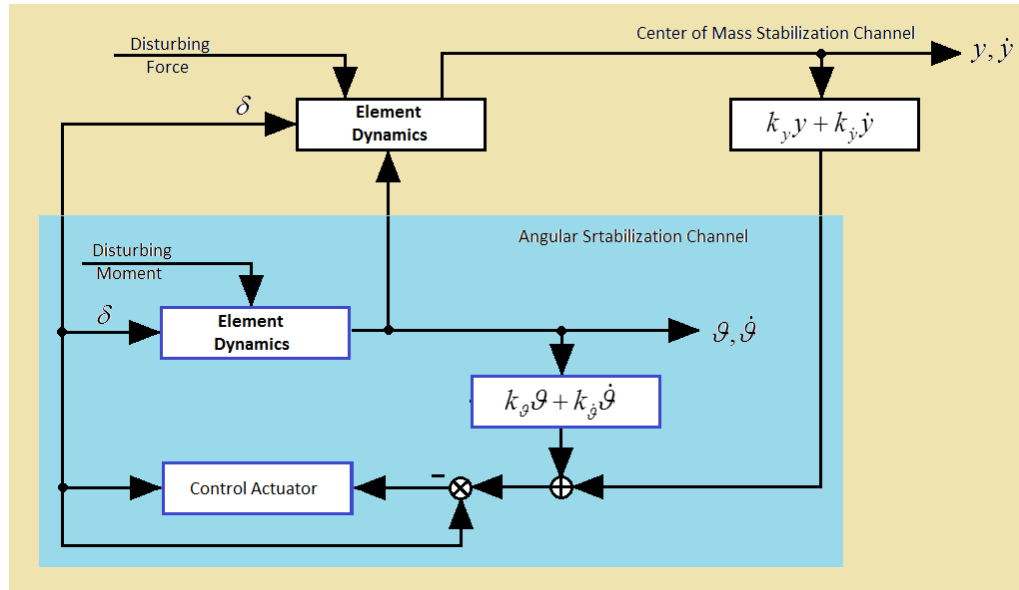 Disturbing
Force
Center of Mass Stabilization Channel
y, ẏ
δ
Element
Dynamics
k_y y + k_ẏ ẏ
Angular Srtabilization Channel
Disturbing
Moment
δ
Element
Dynamics
ϑ, ϑ̇
k_ϑ ϑ + k_ϑ̇ ϑ̇
−
Control Actuator